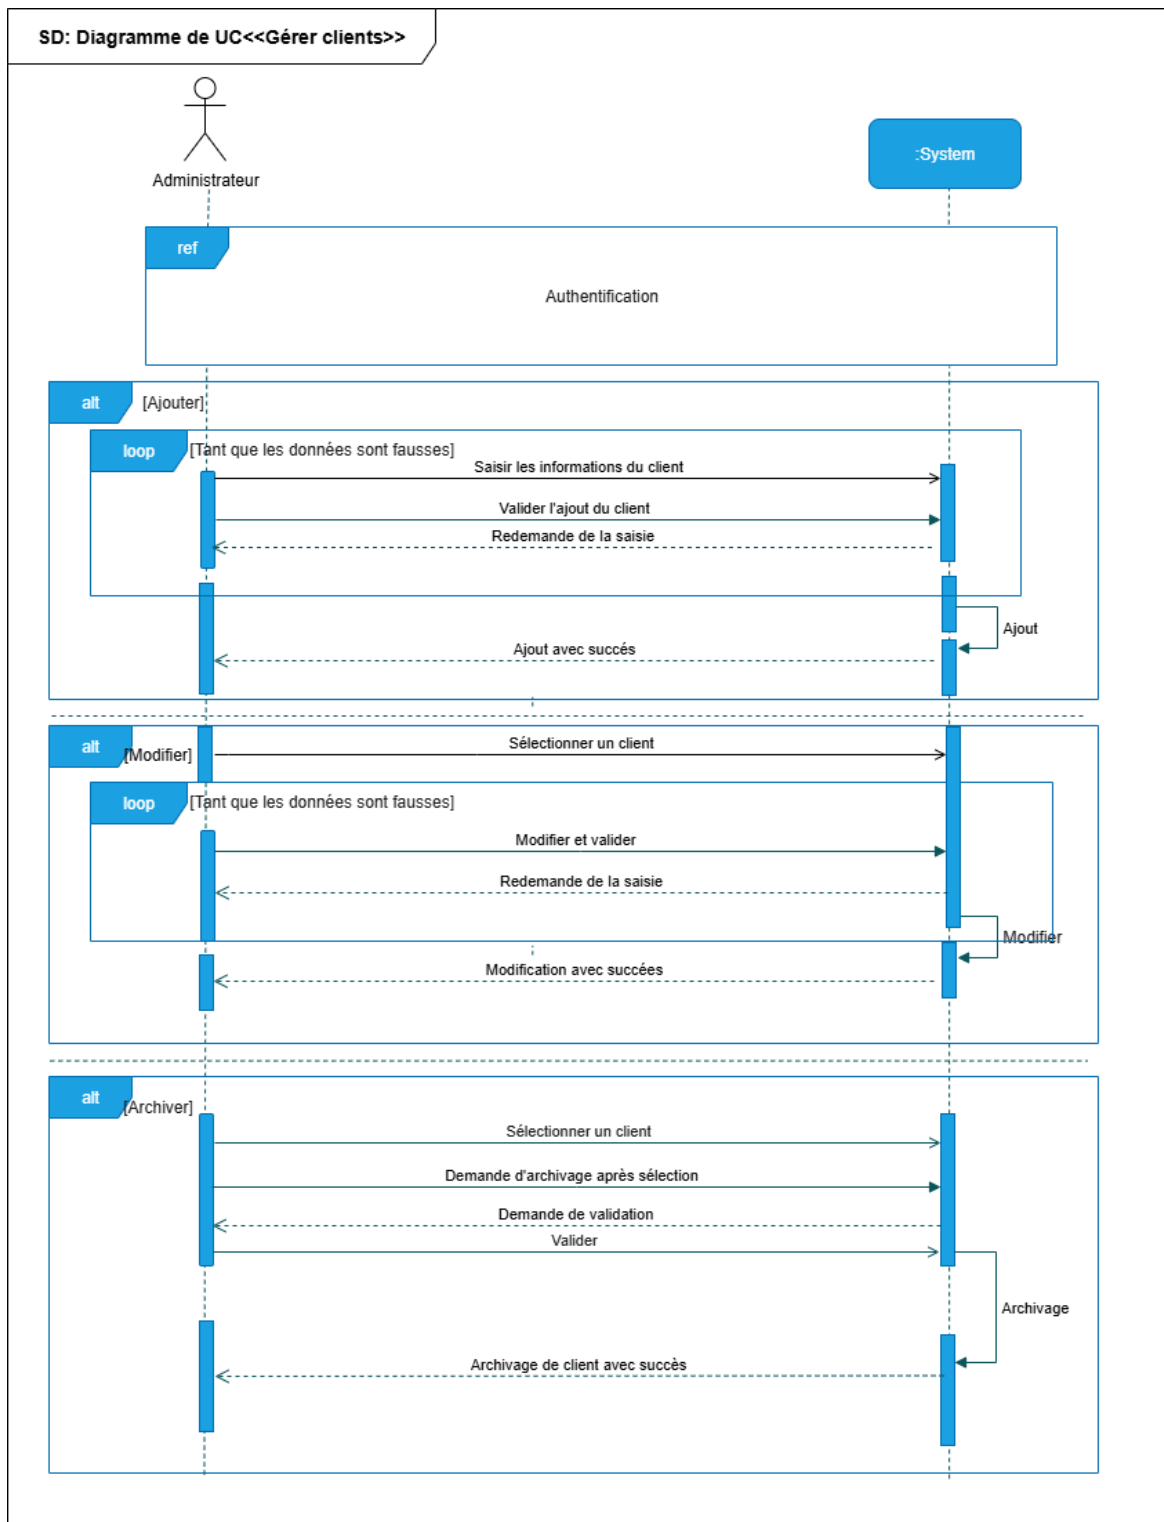 SD: Diagramme de UC<<Gérer clients>>
Administrateur
:System
ref
Authentification
alt [Ajouter]
loop [Tant que les données sont fausses]
Saisir les informations du client
Valider l'ajout du client
Redemande de la saisie
Ajout
Ajout avec succés
alt [Modifier]
Sélectionner un client
loop [Tant que les données sont fausses]
Modifier et valider
Redemande de la saisie
Modifier
Modification avec succées
alt [Archiver]
Sélectionner un client
Demande d'archivage après sélection
Demande de validation
Valider
Archivage
Archivage de client avec succès